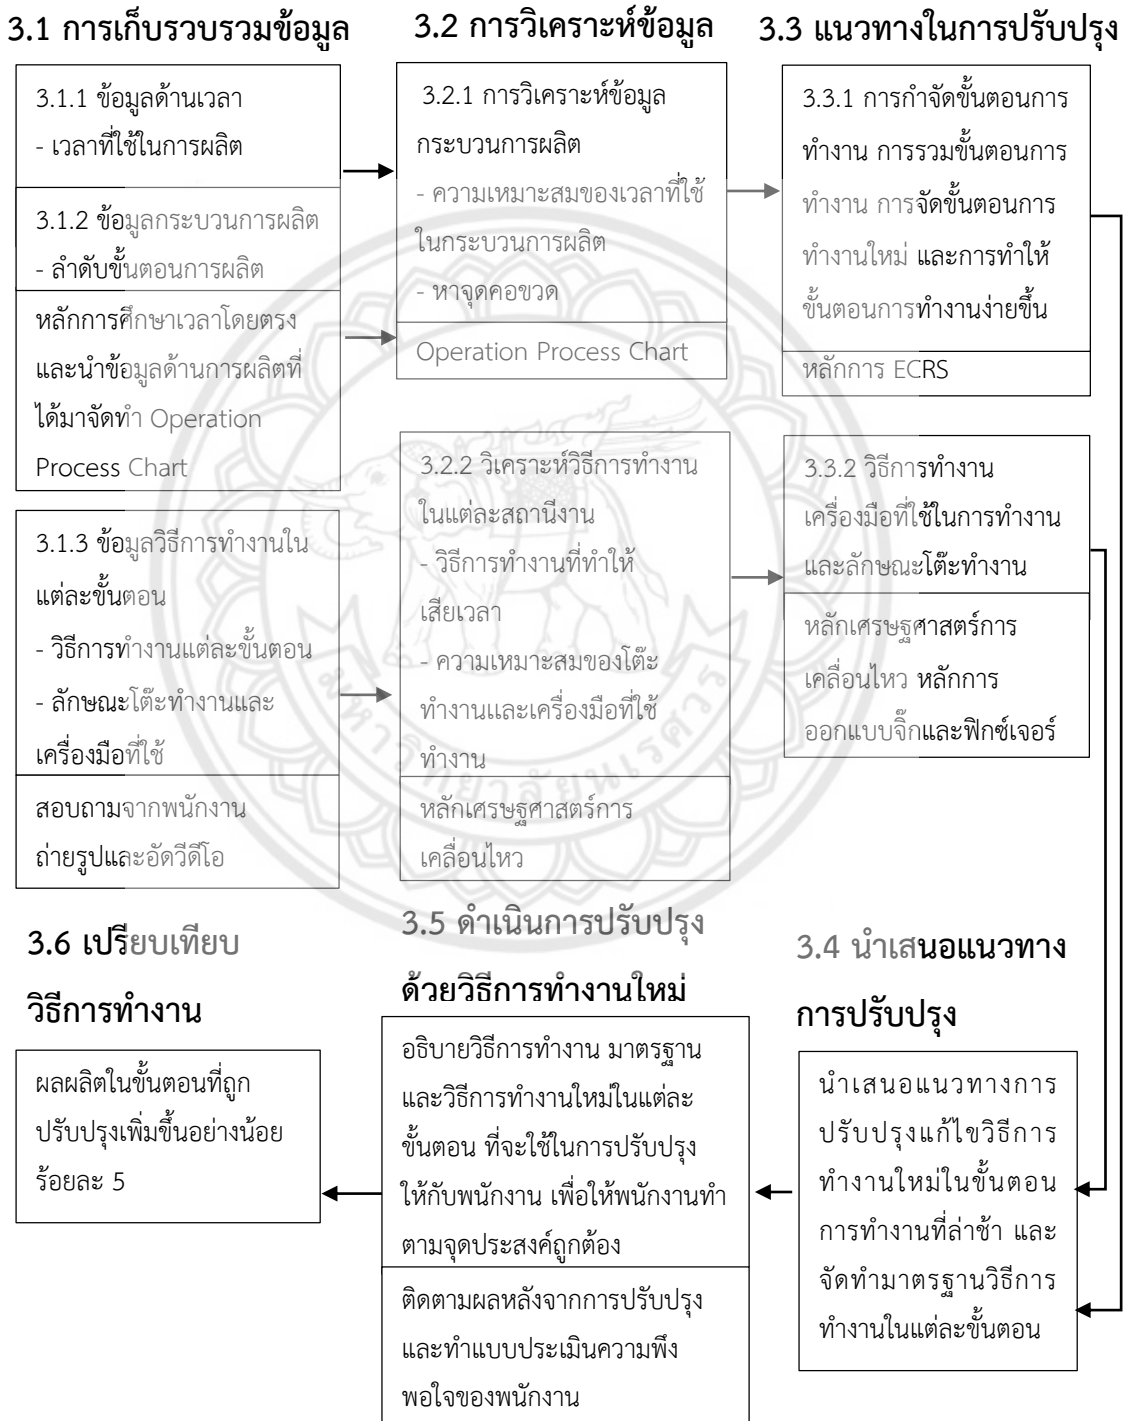 3.1 การเก็บรวบรวมข้อมูล
3.1.1 ข้อมูลด้านเวลา
- เวลาที่ใช้ในการผลิต
3.1.2 ข้อมูลกระบวนการผลิต
- ลำดับขั้นตอนการผลิต
หลักการศึกษาเวลาโดยตรง
และนำข้อมูลด้านการผลิตที่
ได้มาจัดทำ Operation
Process Chart
3.1.3 ข้อมูลวิธีการทำงานใน
แต่ละขั้นตอน
- วิธีการทำงานแต่ละขั้นตอน
- ลักษณะโต๊ะทำงานและ
เครื่องมือที่ใช้
สอบถามจากพนักงาน
ถ่ายรูปและอัดวีดีโอ
3.2 การวิเคราะห์ข้อมูล
3.2.1 การวิเคราะห์ข้อมูล
กระบวนการผลิต
- ความเหมาะสมของเวลาที่ใช้
ในกระบวนการผลิต
- หาจุดคอขวด
Operation Process Chart
3.2.2 วิเคราะห์วิธีการทำงาน
ในแต่ละสถานีงาน
- วิธีการทำงานที่ทำให้
เสียเวลา
- ความเหมาะสมของโต๊ะ
ทำงานและเครื่องมือที่ใช้
ทำงาน
หลักเศรษฐศาสตร์การ
เคลื่อนไหว
3.3 แนวทางในการปรับปรุง
3.3.1 การกำจัดขั้นตอนการ
ทำงาน การรวมขั้นตอนการ
ทำงาน การจัดขั้นตอนการ
ทำงานใหม่ และการทำให้
ขั้นตอนการทำงานง่ายขึ้น
หลักการ ECRS
3.3.2 วิธีการทำงาน
เครื่องมือที่ใช้ในการทำงาน
และลักษณะโต๊ะทำงาน
หลักเศรษฐศาสตร์การ
เคลื่อนไหว หลักการ
ออกแบบจิ๊กและฟิกซ์เจอร์
3.4 นำเสนอแนวทาง
การปรับปรุง
นำเสนอแนวทางการ
ปรับปรุงแก้ไขวิธีการ
ทำงานใหม่ในขั้นตอน
การทำงานที่ล่าช้า และ
จัดทำมาตรฐานวิธีการ
ทำงานในแต่ละขั้นตอน
3.5 ดำเนินการปรับปรุง
ด้วยวิธีการทำงานใหม่
อธิบายวิธีการทำงาน มาตรฐาน
และวิธีการทำงานใหม่ในแต่ละ
ขั้นตอน ที่จะใช้ในการปรับปรุง
ให้กับพนักงาน เพื่อให้พนักงานทำ
ตามจุดประสงค์ถูกต้อง
ติดตามผลหลังจากการปรับปรุง
และทำแบบประเมินความพึง
พอใจของพนักงาน
3.6 เปรียบเทียบ
วิธีการทำงาน
ผลผลิตในขั้นตอนที่ถูก
ปรับปรุงเพิ่มขึ้นอย่างน้อย
ร้อยละ 5
มหาวิทยาลัยนเรศวร